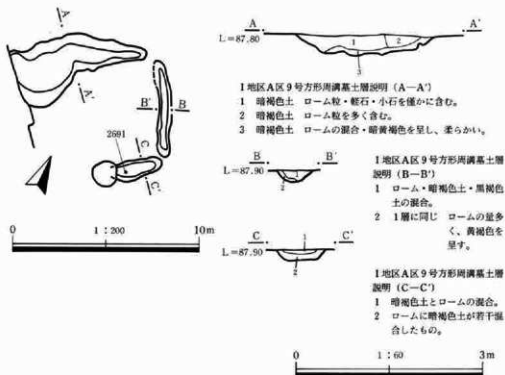 A
A'
B' B
C
2691
C'
0 1:200 10m
A A'
L=87.80
1 2
3
I地区A区9号方形周溝墓土層説明 (A—A')
1 暗褐色土 ローム粒・軽石・小石を僅かに含む。
2 暗褐色土 ローム粒を多く含む。
3 暗褐色土 ロームの混合・暗黄褐色を呈し、柔らかい。
B B'
L=87.90
1
2
I地区A区9号方形周溝墓土層
説明 (B—B')
1 ローム・暗褐色土・黒褐色
土の混合。
2 1層に同じ ロームの量多
く、黄褐色を
呈す。
C C'
L=87.90
1
2
I地区A区9号方形周溝墓土層
説明 (C—C')
1 暗褐色土とロームの混合。
2 ロームに暗褐色土が若干混
合したもの。
0 1:60 3m